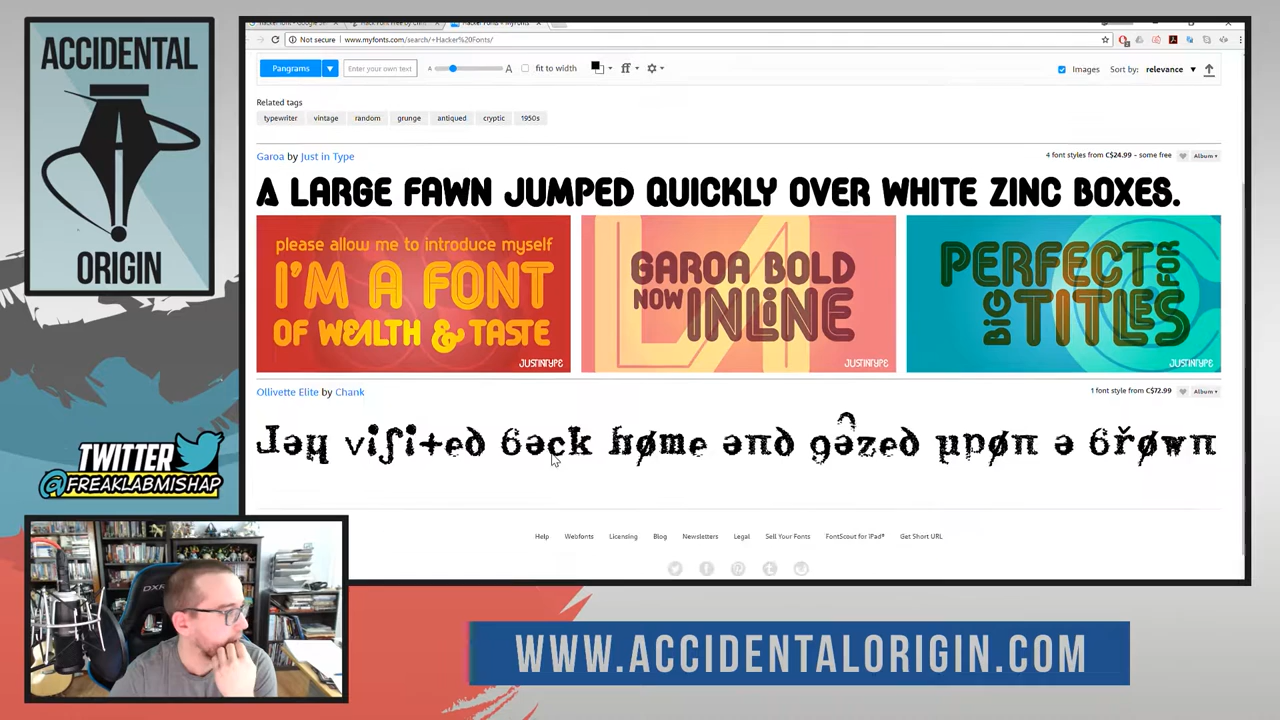 Not secure www.myfonts.com/search/+Hacker%20Fonts/
Pangrams Enter your own text A A fit to width ff Images Sort by: relevance
Related tags
typewriter vintage random grunge antiqued cryptic 1950s
Garoa by Just in Type 4 font styles from C$24.99 - some free Album
A LARGE FAWN JUMPED QUICKLY OVER WHITE ZINC BOXES.
please allow me to introduce myself
I'M A FONT
OF WEALTH & TASTE
JUSTINTYPE
GAROA BOLD
NOW INLINE
JUSTINTYPE
PERFECT
FOR
BIG TITLES
JUSTINTYPE
Ollivette Elite by Chank 1 font style from C$72.99 Album
Jay visited back home and gazed upon a brown
Help Webfonts Licensing Blog Newsletters Legal Sell Your Fonts FontScout for iPad® Get Short URL
ACCIDENTAL
ORIGIN
TWITTER
@FREAKLABMISHAP
DXR
WWW.ACCIDENTALORIGIN.COM